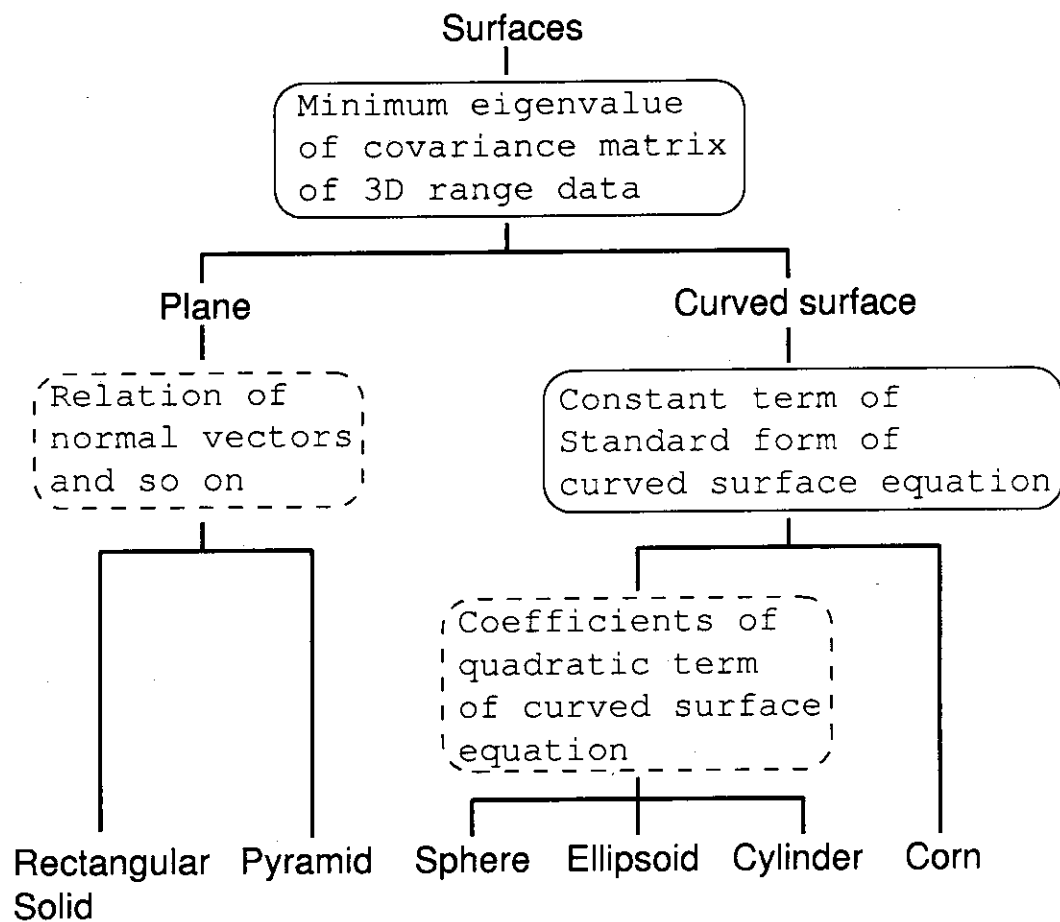 Surfaces
Minimum eigenvalue
of covariance matrix
of 3D range data
Plane
Curved surface
Relation of
normal vectors
and so on
Constant term of
Standard form of
curved surface equation
Coefficients of
quadratic term
of curved surface
equation
Rectangular
Solid
Pyramid
Sphere
Ellipsoid
Cylinder
Corn